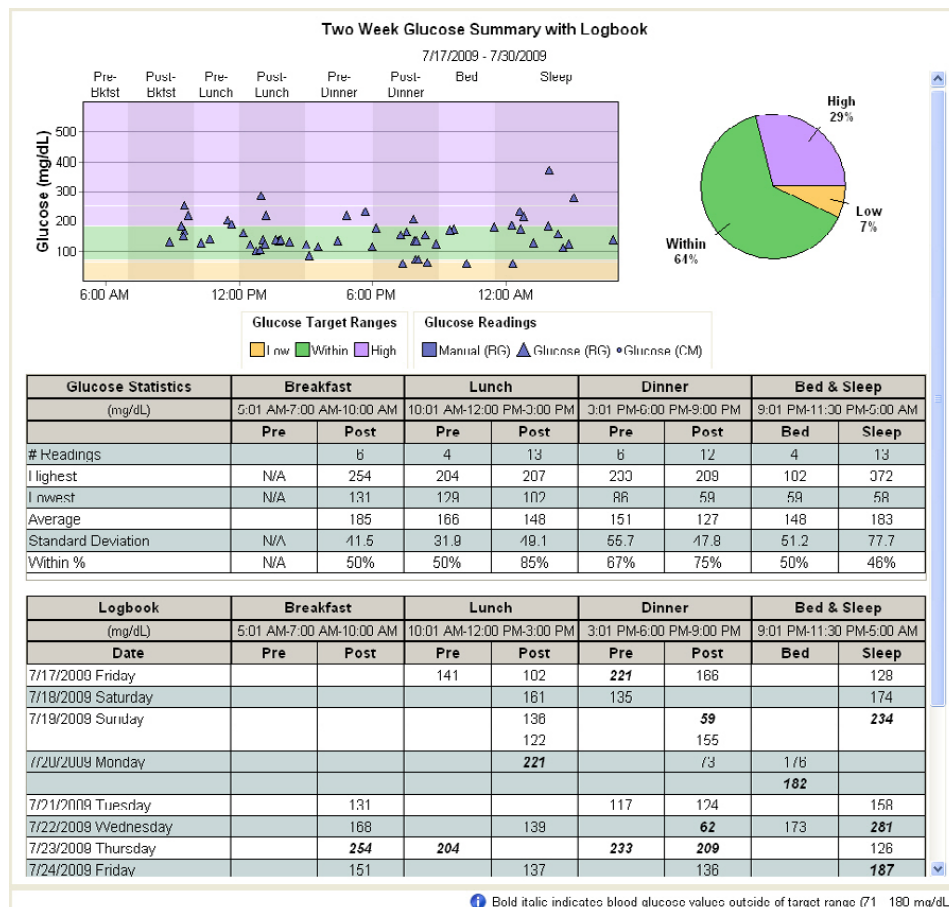 Two Week Glucose Summary with Logbook
7/17/2009 - 7/30/2009
Pre-Bkfst Post-Bkfst Pre-Lunch Post-Lunch Pre-Dinner Post-Dinner Bed Sleep
Glucose (mg/dL)
500
400
300
200
100
6:00 AM 12:00 PM 6:00 PM 12:00 AM
High 29%
Low 7%
Within 64%
Glucose Target Ranges
Low Within High
Glucose Readings
Manual (BG) Glucose (BG) Glucose (CM)
Glucose Statistics Breakfast Lunch Dinner Bed & Sleep
(mg/dL) 5:01 AM-7:00 AM-10:00 AM 10:01 AM-12:00 PM-3:00 PM 3:01 PM-6:00 PM-9:00 PM 9:01 PM-11:30 PM-5:00 AM
Pre Post Pre Post Pre Post Bed Sleep
# Readings 6 4 13 6 12 4 13
Highest N/A 254 204 233 209 372
Lowest N/A 131 129 102 86 59 59 58
Average 185 166 148 151 127 148 183
Standard Deviation N/A 41.5 31.9 49.1 55.7 47.8 51.2 77.7
Within % N/A 50% 50% 85% 67% 75% 50% 46%
Logbook Breakfast Lunch Dinner Bed & Sleep
(mg/dL) 5:01 AM-7:00 AM-10:00 AM 10:01 AM-12:00 PM-3:00 PM 3:01 PM-6:00 PM-9:00 PM 9:01 PM-11:30 PM-5:00 AM
Date Pre Post Pre Post Pre Post Bed Sleep
7/17/2009 Friday 141 102 221 166 128
7/18/2009 Saturday 161 135 174
7/19/2009 Sunday 136 59 234
122 155
7/20/2009 Monday 221 73 176
182
7/21/2009 Tuesday 131 117 124 158
7/22/2009 Wednesday 168 139 62 173 281
7/23/2009 Thursday 254 204 233 209 126
7/24/2009 Friday 151 137 136 187
Bold italic indicates blood glucose values outside of target range (71 180 mg/dL